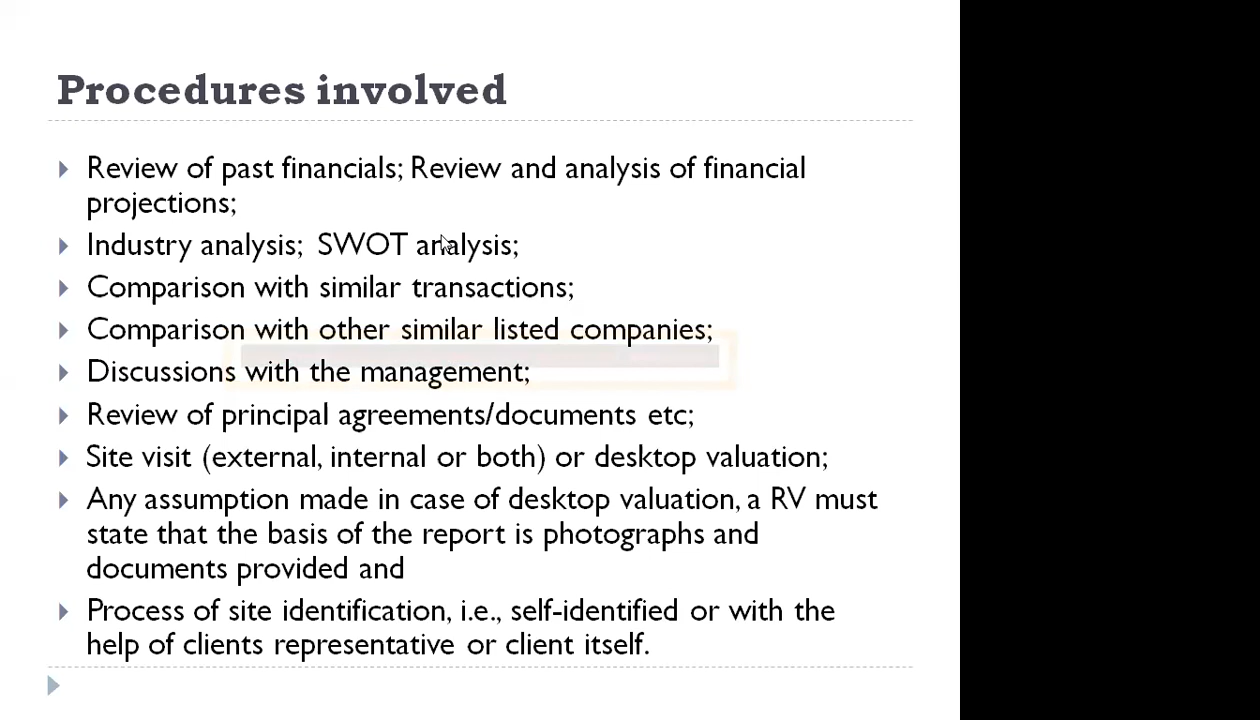 Procedures involved
Review of past financials; Review and analysis of financial
projections;
Industry analysis; SWOT analysis;
Comparison with similar transactions;
Comparison with other similar listed companies;
Discussions with the management;
Review of principal agreements/documents etc;
Site visit (external, internal or both) or desktop valuation;
Any assumption made in case of desktop valuation, a RV must
state that the basis of the report is photographs and
documents provided and
Process of site identification, i.e., self-identified or with the
help of clients representative or client itself.